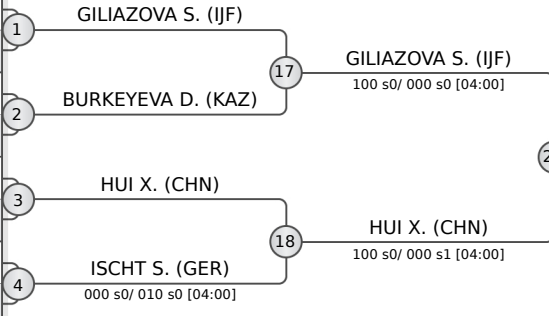 GILIAZOVA S. (IJF)
1
17
GILIAZOVA S. (IJF)
100 s0/ 000 s0 [04:00]
BURKEYEVA D. (KAZ)
2
HUI X. (CHN)
3
18
HUI X. (CHN)
100 s0/ 000 s1 [04:00]
ISCHT S. (GER)
4
000 s0/ 010 s0 [04:00]